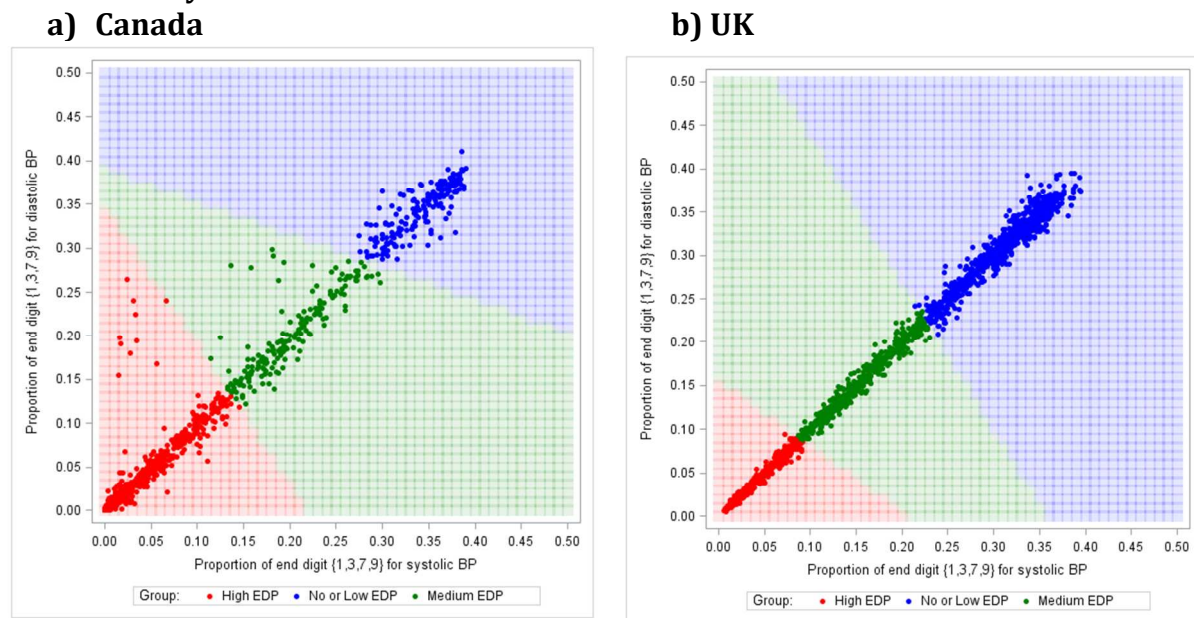 a) Canada
b) UK
Proportion of end digit {1,3,7,9} for diastolic BP
0.50
0.45
0.40
0.35
0.30
0.25
0.20
0.15
0.10
0.05
0.00
0.00 0.05 0.10 0.15 0.20 0.25 0.30 0.35 0.40 0.45 0.50
Proportion of end digit {1,3,7,9} for systolic BP
Group: High EDP No or Low EDP Medium EDP
Proportion of end digit {1,3,7,9} for diastolic BP
0.50
0.45
0.40
0.35
0.30
0.25
0.20
0.15
0.10
0.05
0.00
0.00 0.05 0.10 0.15 0.20 0.25 0.30 0.35 0.40 0.45 0.50
Proportion of end digit {1,3,7,9} for systolic BP
Group: High EDP No or Low EDP Medium EDP